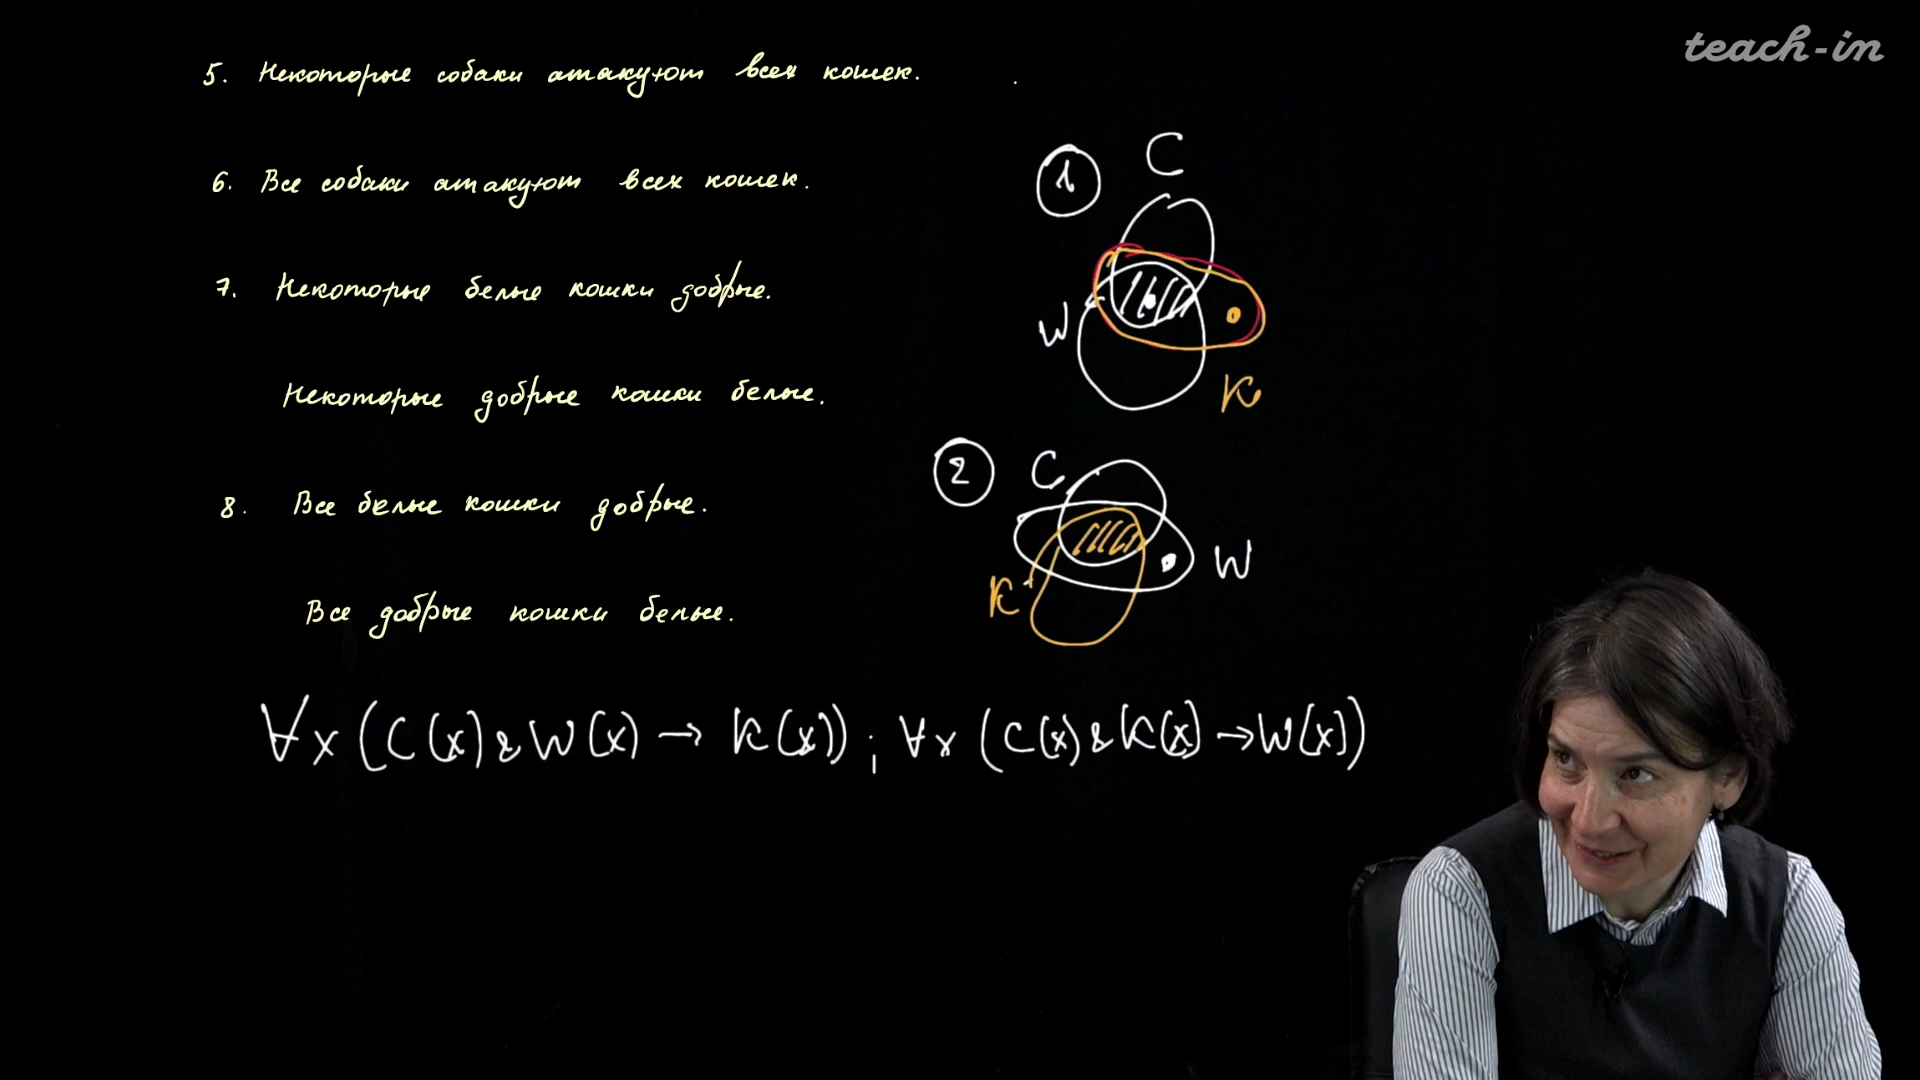 teach-in
5. Некоторые собаки атакуют всех кошек.
6. Все собаки атакуют всех кошек.
7. Некоторые белые кошки добрые.
Некоторые добрые кошки белые.
8. Все белые кошки добрые.
Все добрые кошки белые.
∀x (C(x) & W(x) → K(x)) ; ∀x (C(x) & K(x) → W(x))
1 C
W
K
2 C
W
K